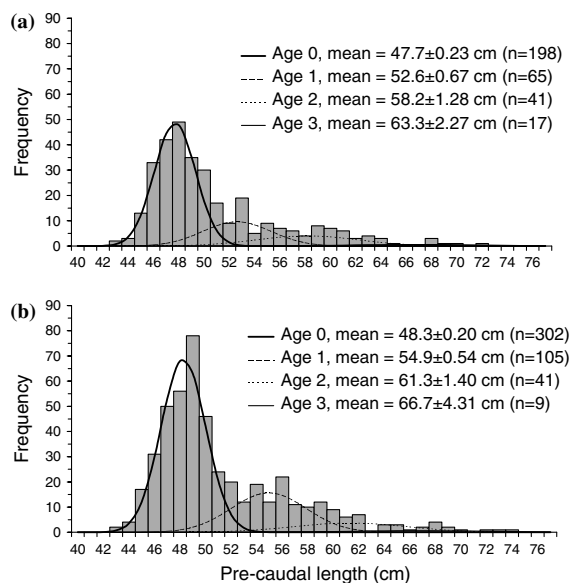 (a)
90
80
70
60
50
40
30
20
10
0
Frequency
Age 0, mean = 47.7±0.23 cm (n=198)
Age 1, mean = 52.6±0.67 cm (n=65)
Age 2, mean = 58.2±1.28 cm (n=41)
Age 3, mean = 63.3±2.27 cm (n=17)
40 42 44 46 48 50 52 54 56 58 60 62 64 66 68 70 72 74 76
(b)
90
80
70
60
50
40
30
20
10
0
Frequency
Age 0, mean = 48.3±0.20 cm (n=302)
Age 1, mean = 54.9±0.54 cm (n=105)
Age 2, mean = 61.3±1.40 cm (n=41)
Age 3, mean = 66.7±4.31 cm (n=9)
40 42 44 46 48 50 52 54 56 58 60 62 64 66 68 70 72 74 76
Pre-caudal length (cm)